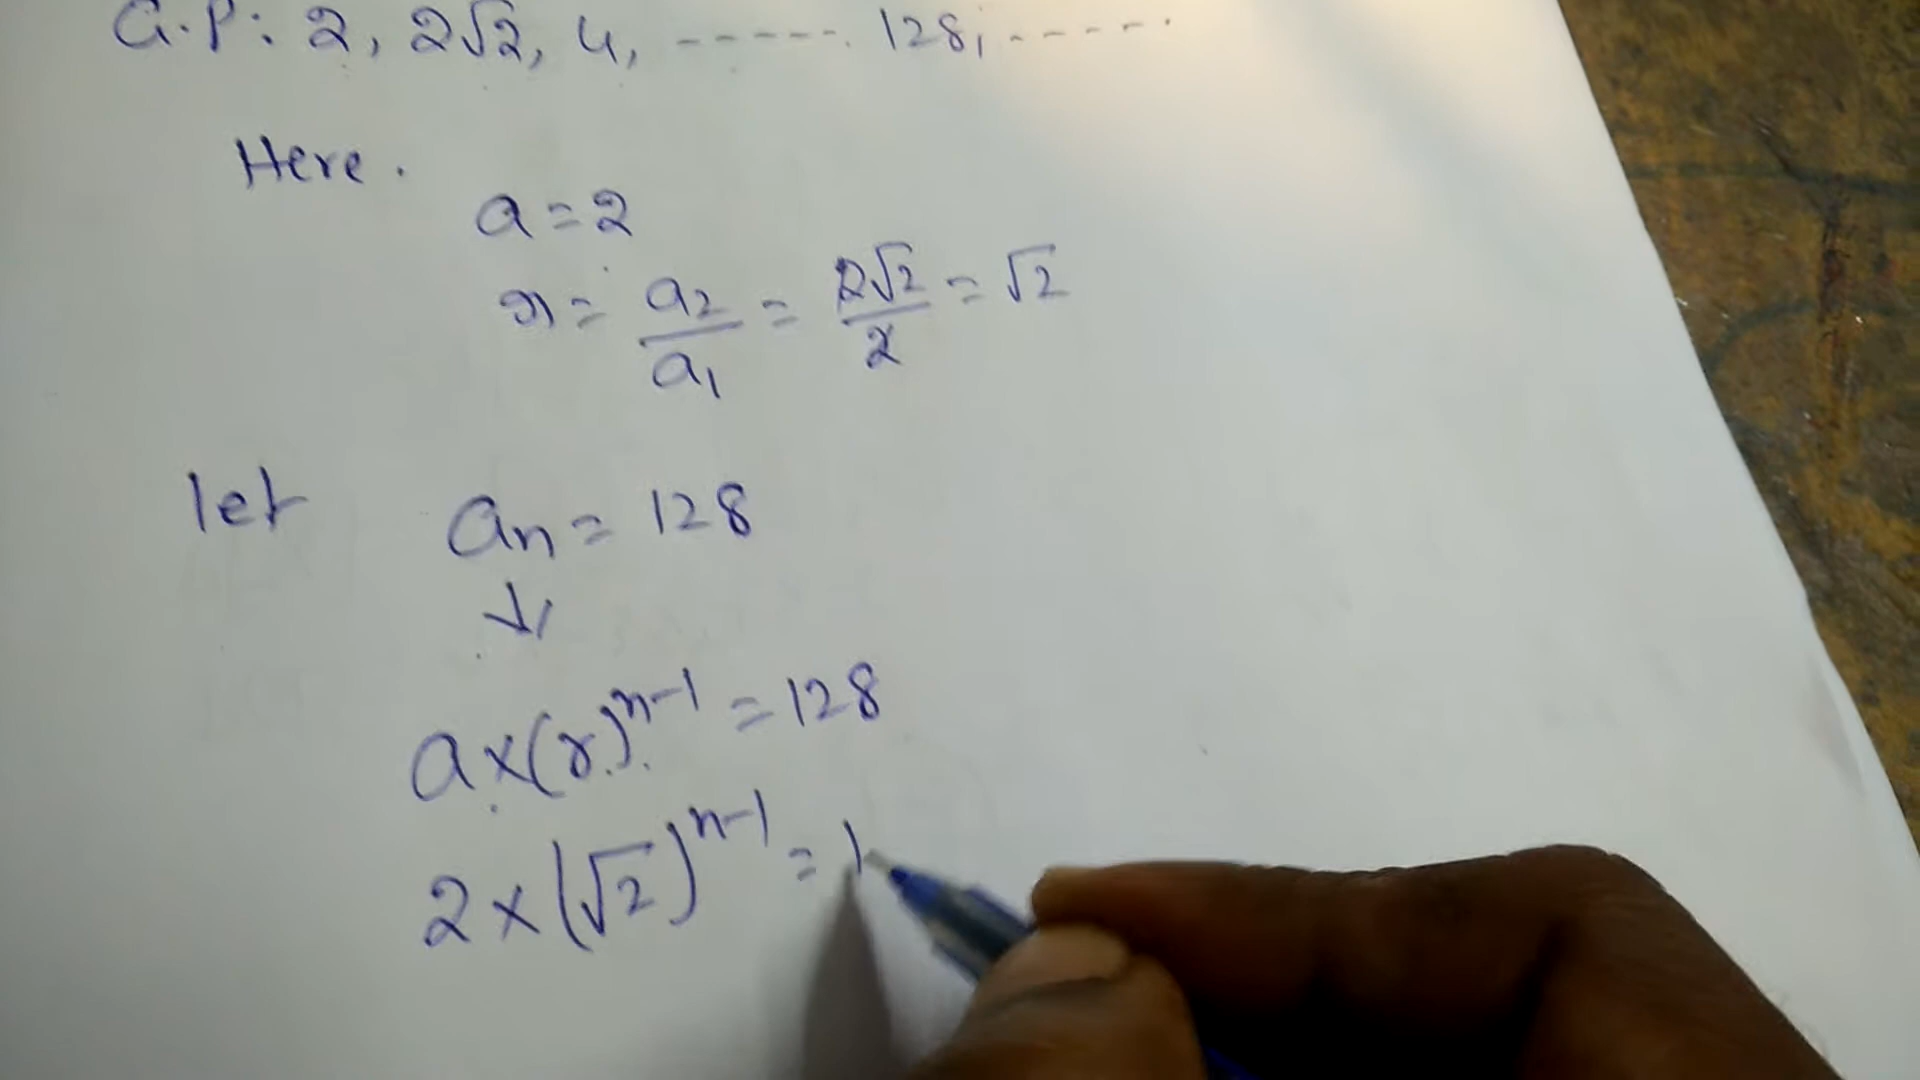 G.P: 2, 2√2, 4, ----- 128, -----
Here.
a = 2
r = a₂/a₁ = 2√2/2 = √2
let aₙ = 128
↓
a × (r)ⁿ⁻¹ = 128
2 × (√2)ⁿ⁻¹ = 1